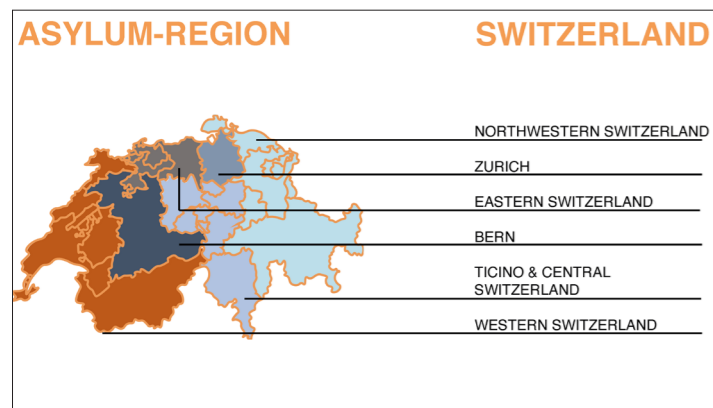 ASYLUM-REGION SWITZERLAND
NORTHWESTERN SWITZERLAND
ZURICH
EASTERN SWITZERLAND
BERN
TICINO & CENTRAL
SWITZERLAND
WESTERN SWITZERLAND